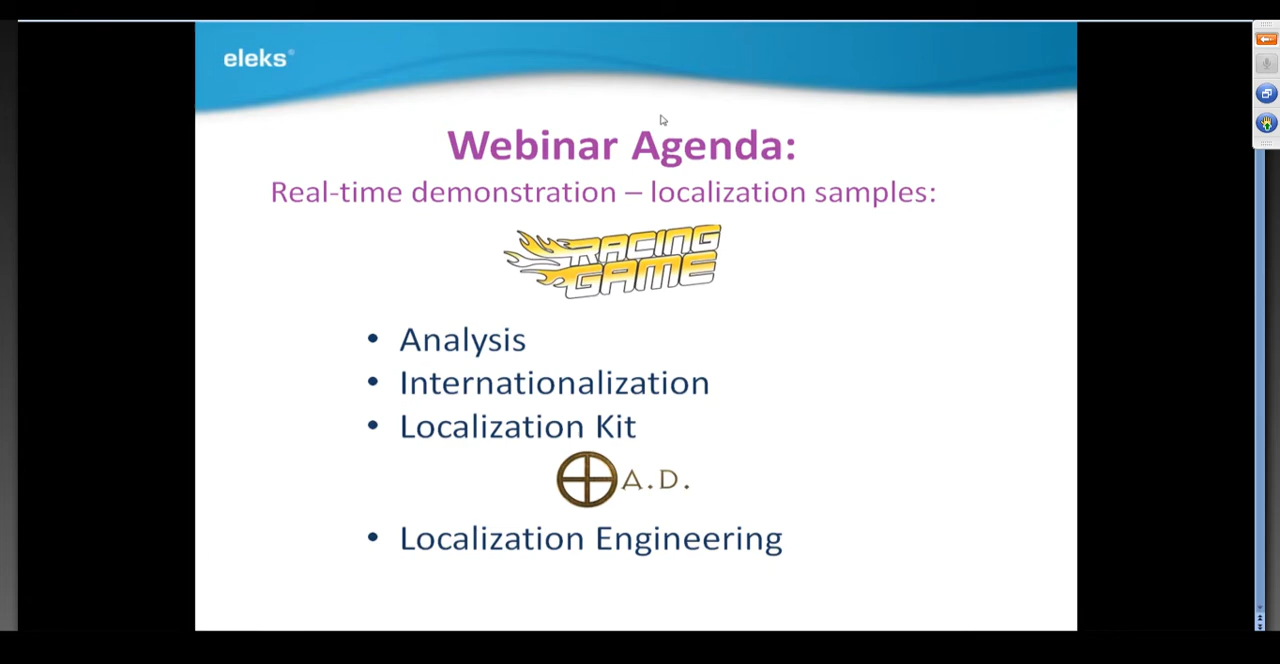 eleks®
Webinar Agenda:
Real-time demonstration – localization samples:
RACING
GAME
• Analysis
• Internationalization
• Localization Kit
A.D.
• Localization Engineering